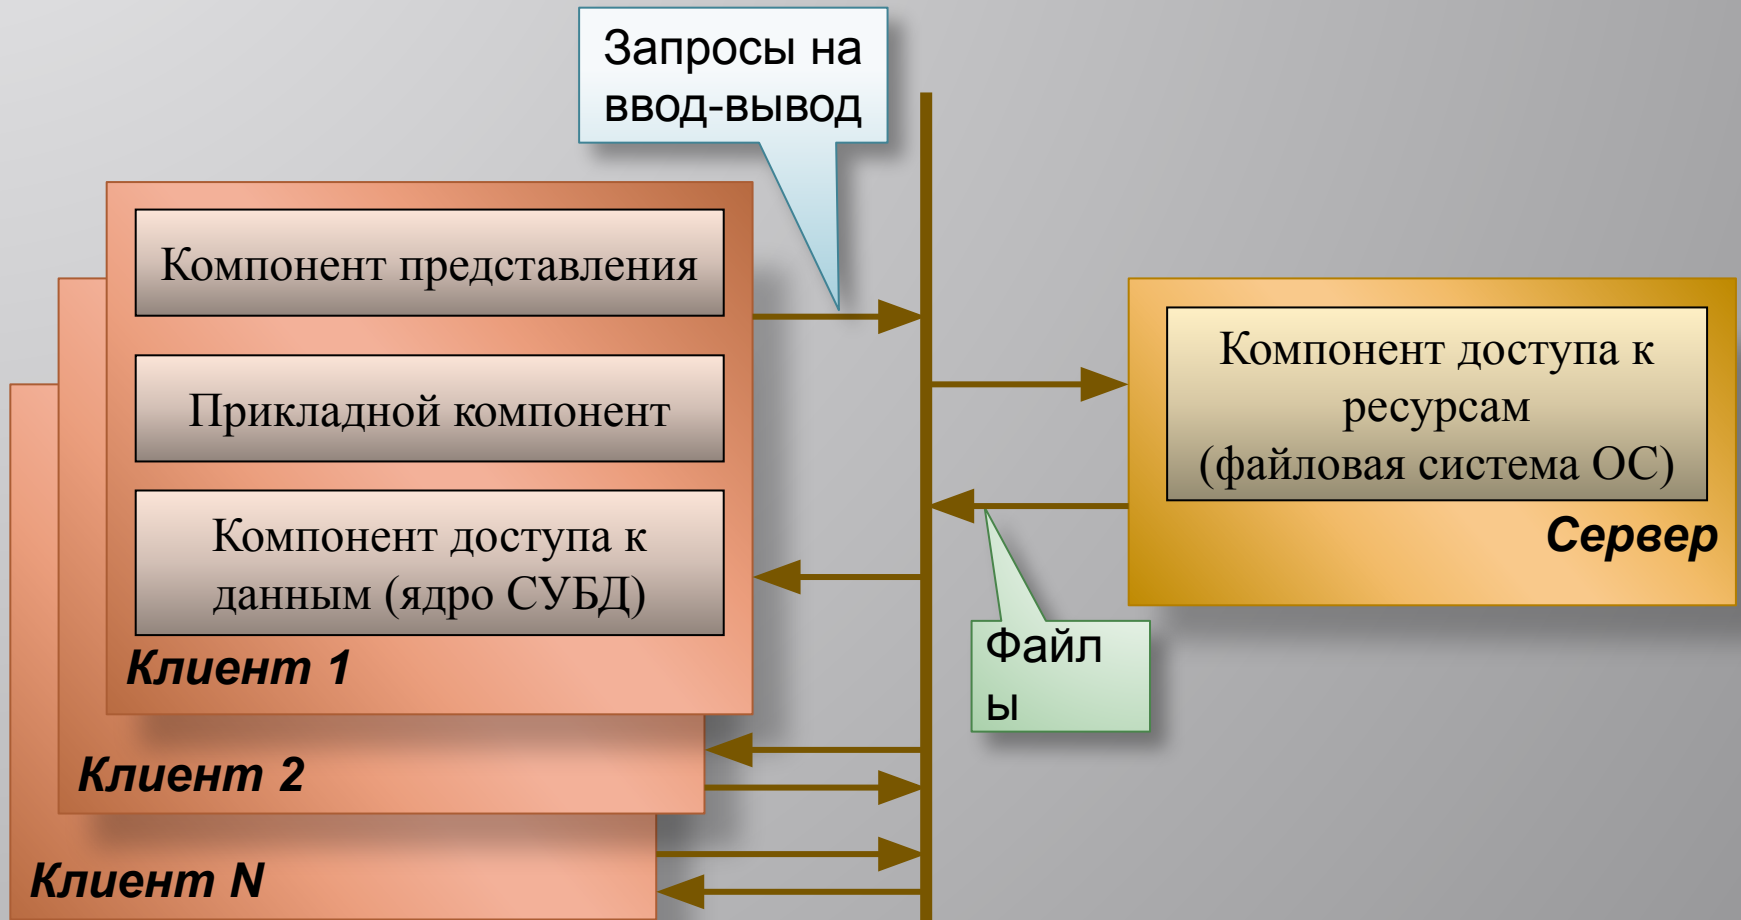 Запросы на
ввод-вывод
Компонент представления
Прикладной компонент
Компонент доступа к
данным (ядро СУБД)
Клиент 1
Клиент 2
Клиент N
Компонент доступа к
ресурсам
(файловая система ОС)
Сервер
Файл
ы